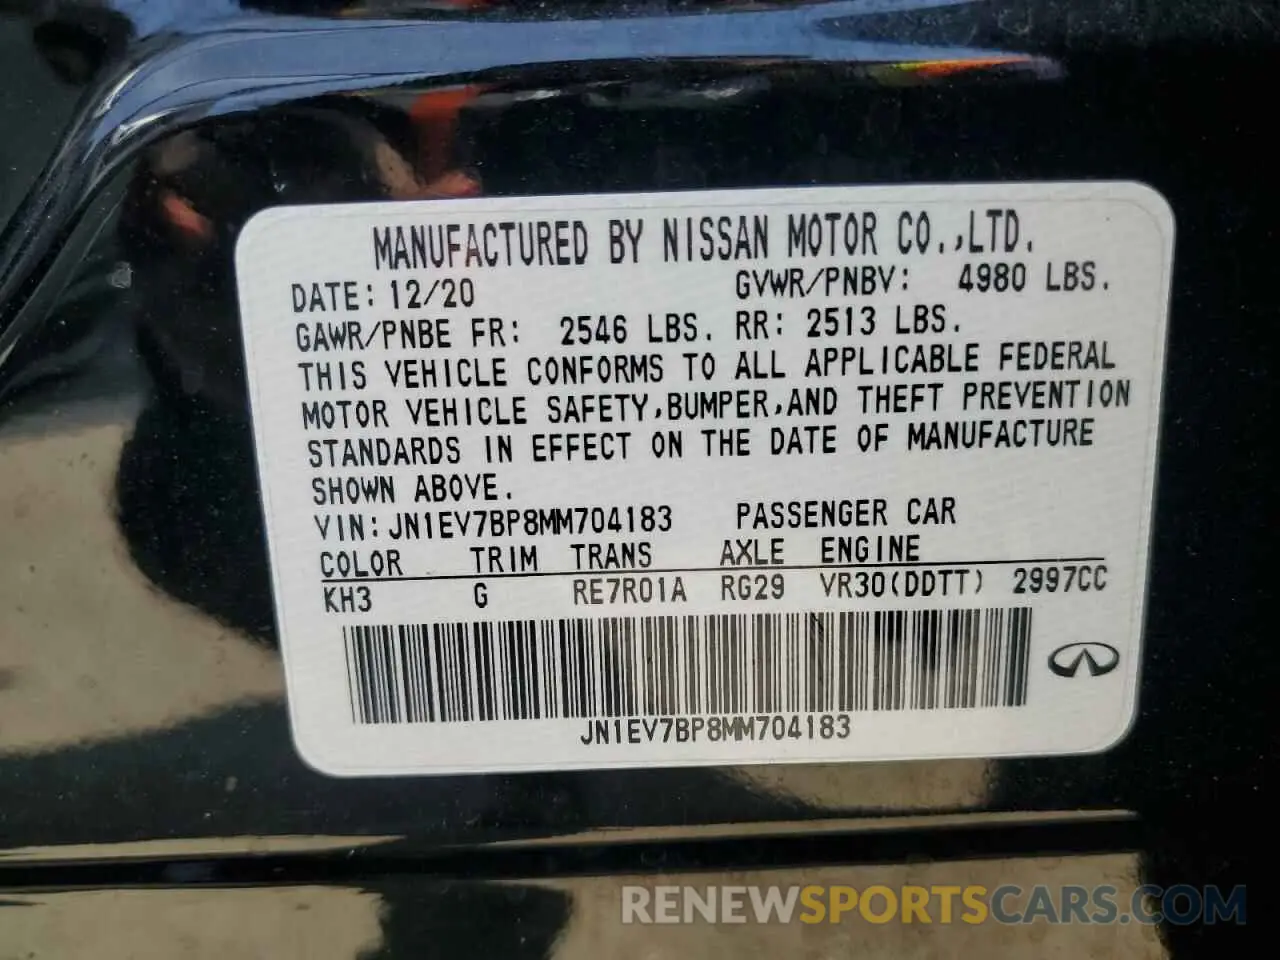 MANUFACTURED BY NISSAN MOTOR CO.,LTD.
DATE: 12/20 GVWR/PNBV: 4980 LBS.
GAWR/PNBE FR: 2546 LBS. RR: 2513 LBS.
THIS VEHICLE CONFORMS TO ALL APPLICABLE FEDERAL
MOTOR VEHICLE SAFETY,BUMPER,AND THEFT PREVENTION
STANDARDS IN EFFECT ON THE DATE OF MANUFACTURE
SHOWN ABOVE.
VIN:JN1EV7BP8MM704183 PASSENGER CAR
COLOR TRIM TRANS AXLE ENGINE
KH3 G RE7R01A RG29 VR30(DDTT) 2997CC
JN1EV7BP8MM704183
RENEWSPORTSCARS.COM